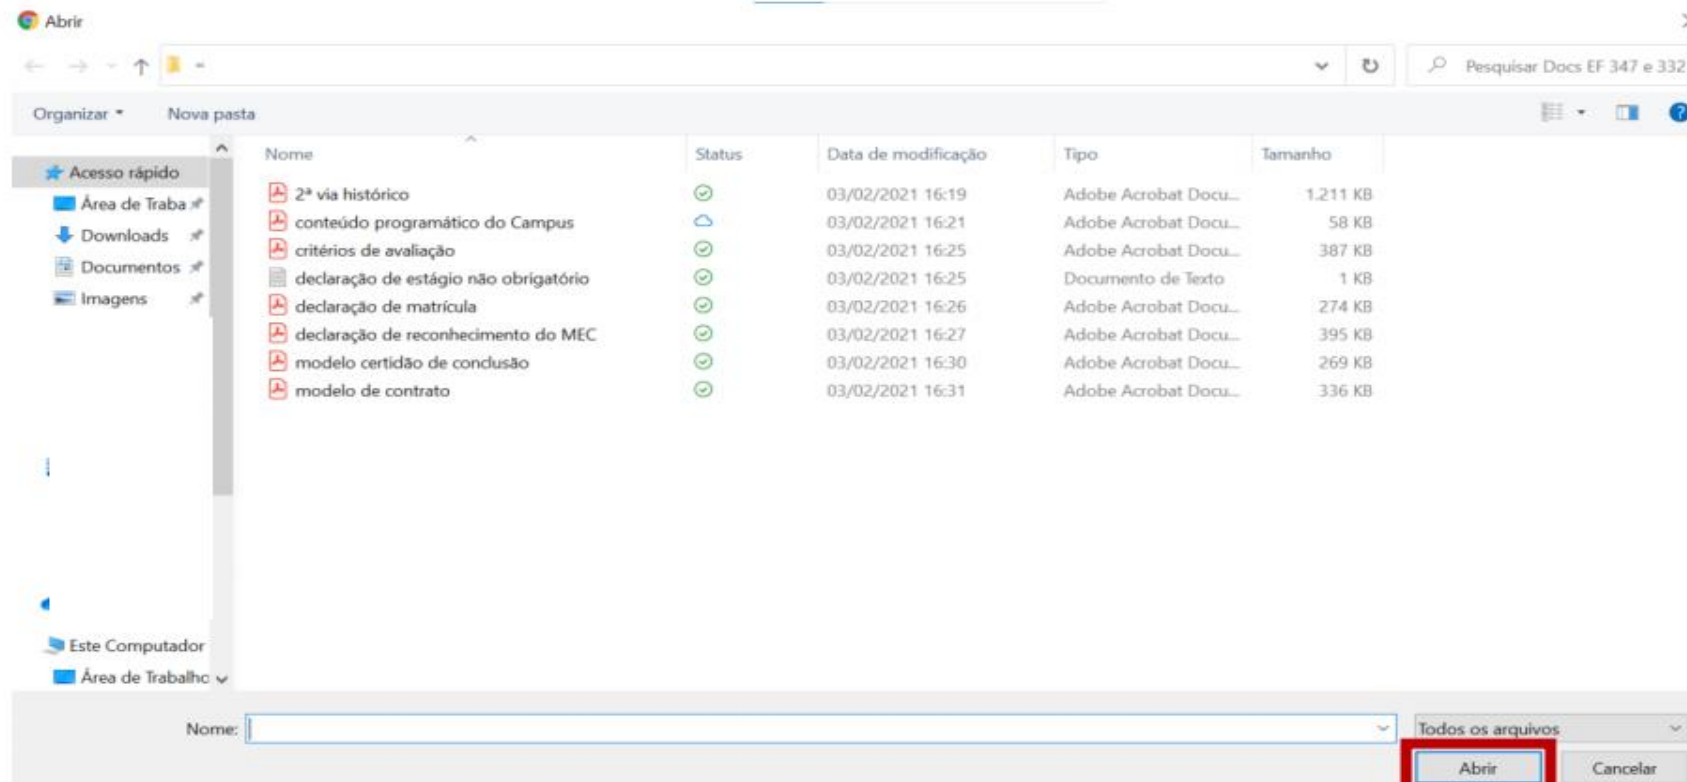 Abrir
Pesquisar Docs EF 347 e 332
Organizar Nova pasta
Nome Status Data de modificação Tipo Tamanho
Acesso rápido
Área de Traba
Downloads
Documentos
Imagens
Este Computador
Área de Trabalho
2ª via histórico 03/02/2021 16:19 Adobe Acrobat Docu... 1.211 KB
conteúdo programático do Campus 03/02/2021 16:21 Adobe Acrobat Docu... 58 KB
critérios de avaliação 03/02/2021 16:25 Adobe Acrobat Docu... 387 KB
declaração de estágio não obrigatório 03/02/2021 16:25 Documento de Texto 1 KB
declaração de matrícula 03/02/2021 16:26 Adobe Acrobat Docu... 274 KB
declaração de reconhecimento do MEC 03/02/2021 16:27 Adobe Acrobat Docu... 395 KB
modelo certidão de conclusão 03/02/2021 16:30 Adobe Acrobat Docu... 269 KB
modelo de contrato 03/02/2021 16:31 Adobe Acrobat Docu... 336 KB
Nome: Todos os arquivos
Abrir Cancelar